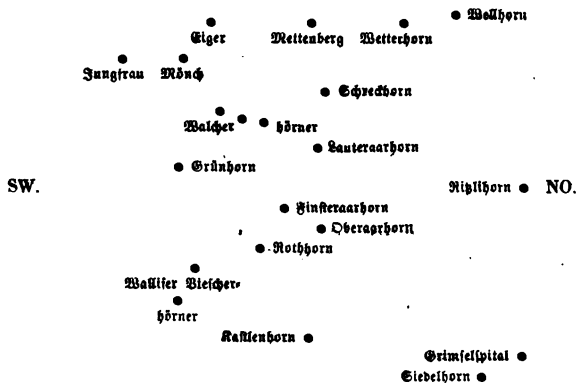 Wellhorn
Eiger Mettenberg Wetterhorn
Jungfrau Mönch
Schreckhorn
Walcher hörner
Lauteraarhorn
Grünhorn
SW. Ritzlihorn NO.
Finsteraarhorn
Oberaarhorn
Rothhorn
Walliser Viescher-
hörner
Kastlenhorn
Grimselspital
Siedelhorn